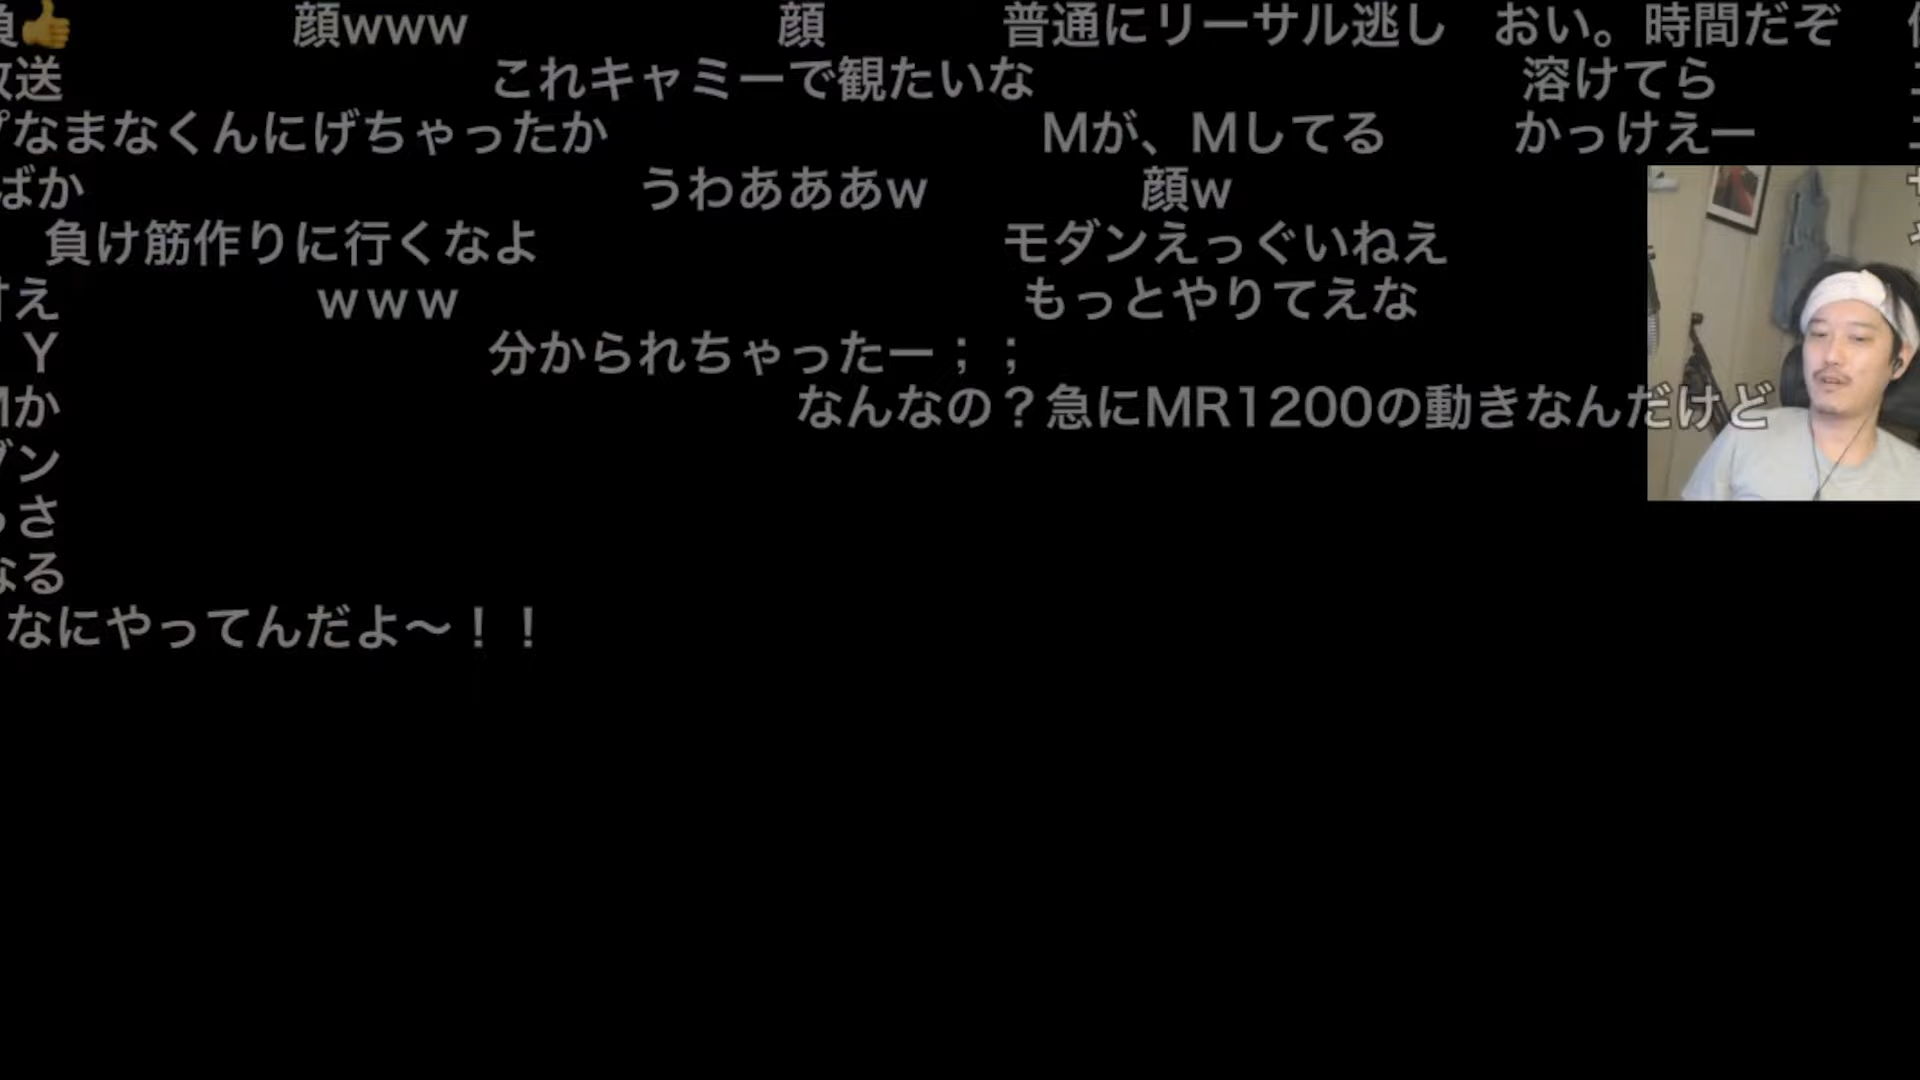 負👍 顔www 顔 普通にリーサル逃し おい。時間だぞ
放送 これキャミーで観たいな 溶けてら
なまなくんにげちゃったか Mが、Mしてる かっけえー
ばか うわあああw 顔w
負け筋作りに行くなよ モダンえっぐいねえ
え ｗｗｗ もっとやりてえな
Y 分かられちゃったー；；
Mか なんなの？急にMR1200の動きなんだけど
ダン
さ
なる
なにやってんだよ〜！！